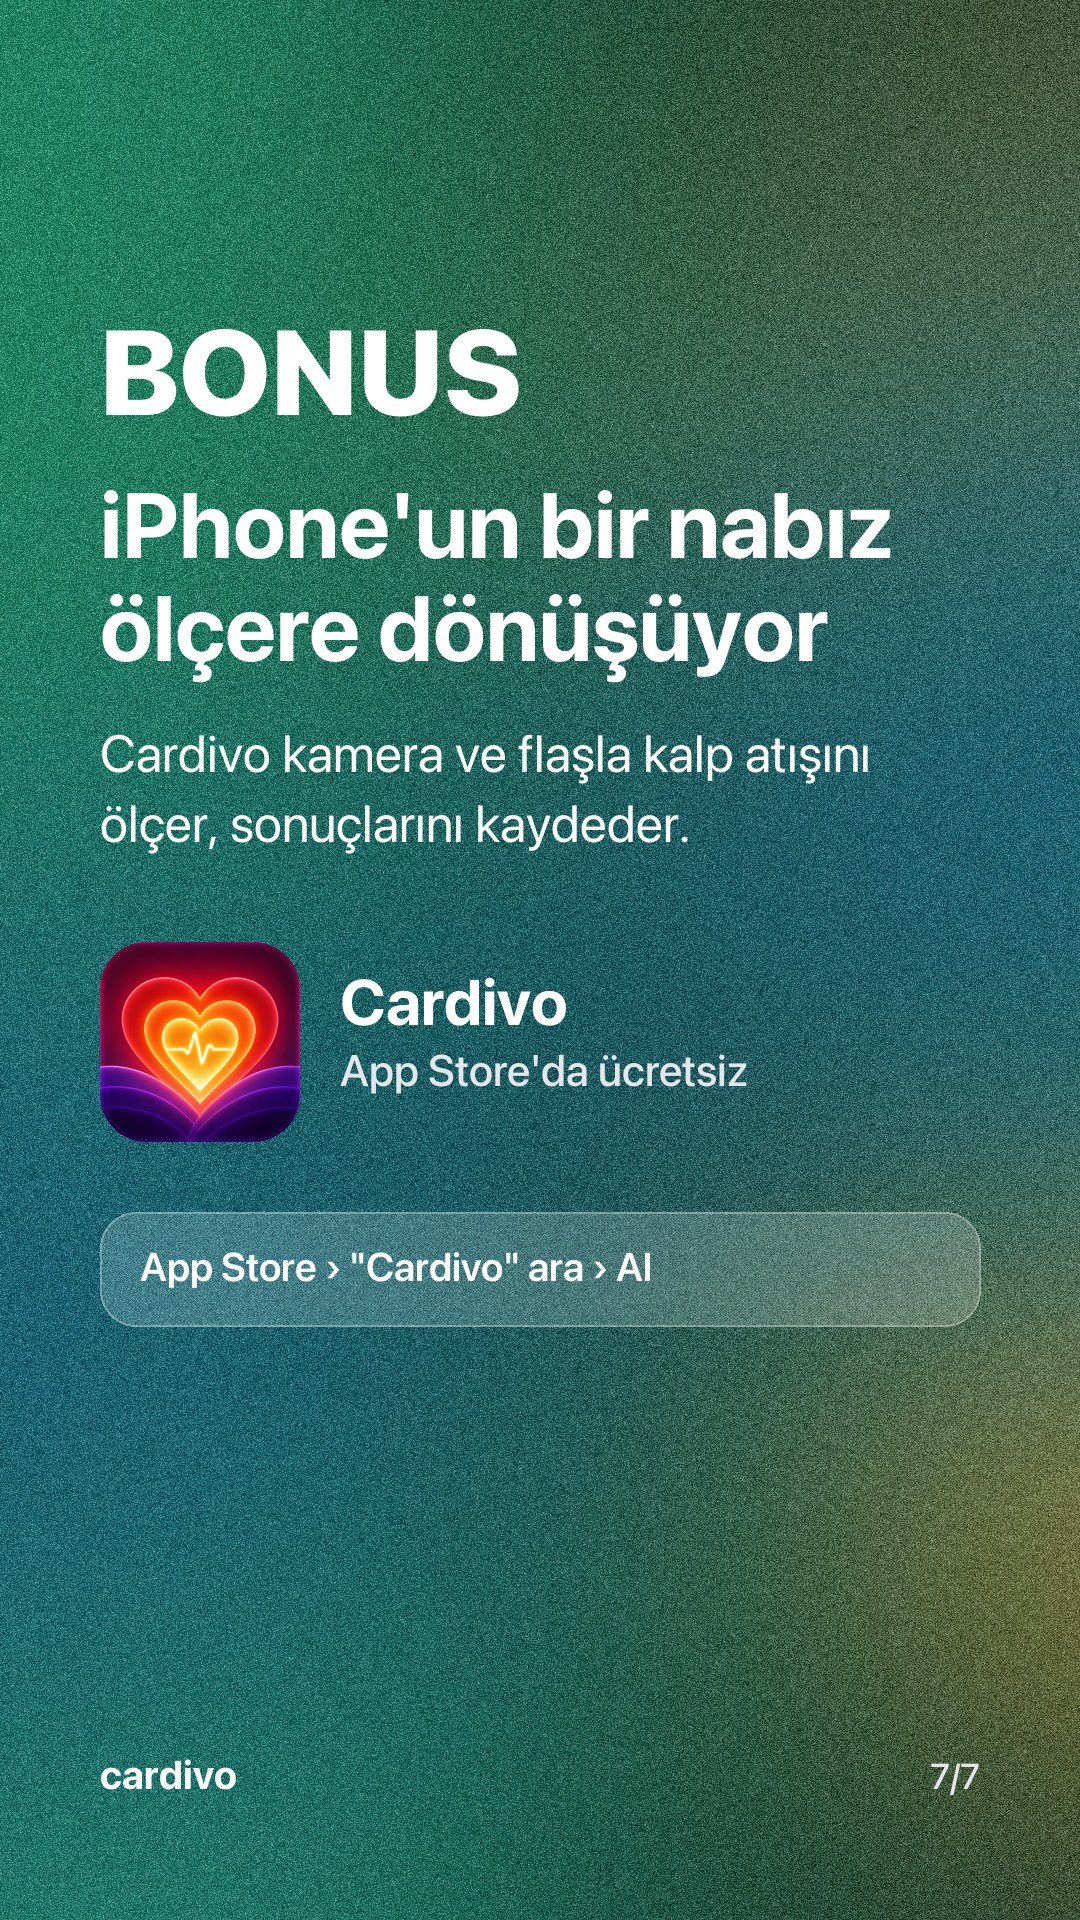 BONUS
iPhone'un bir nabız
ölçere dönüşüyor
Cardivo kamera ve flaşla kalp atışını
ölçer, sonuçlarını kaydeder.
Cardivo
App Store'da ücretsiz
App Store › "Cardivo" ara › Al
cardivo
7/7